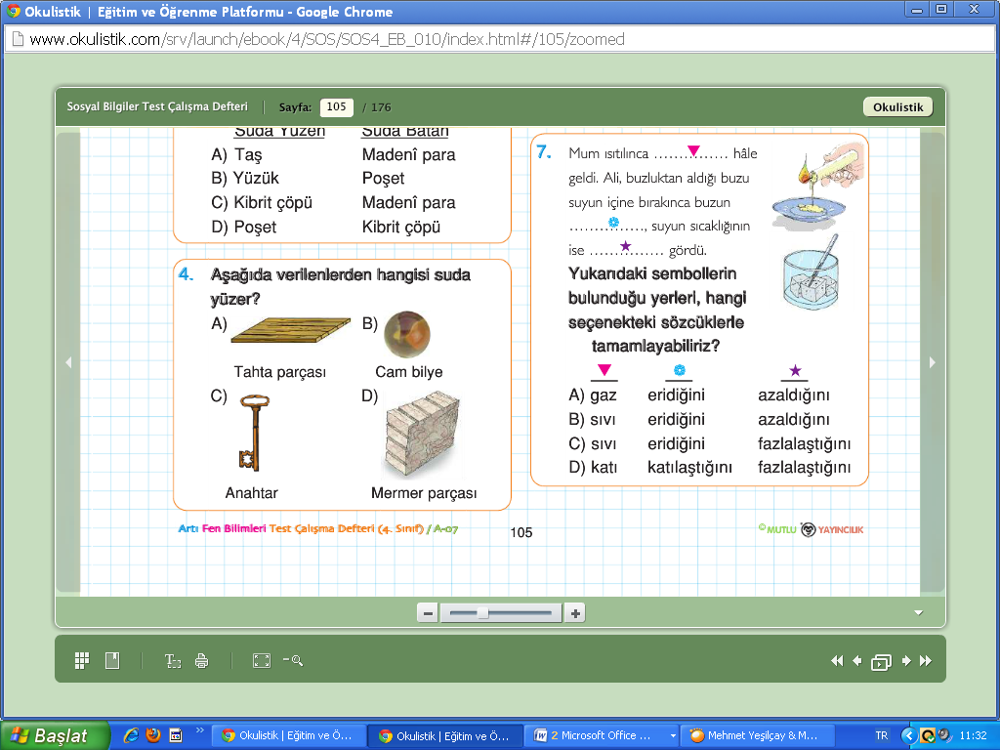 Okulistik | Eğitim ve Öğrenme Platformu - Google Chrome
www.okulistik.com/srv/launch/ebook/4/SOS/SOS4_EB_010/index.html#/105/zoomed
Sosyal Bilgiler Test Çalışma Defteri Sayfa: 105 / 176 Okulistik
Suda Yüzen Suda Batan
A) Taş Madenî para
B) Yüzük Poşet
C) Kibrit çöpü Madenî para
D) Poşet Kibrit çöpü
4. Aşağıda verilenlerden hangisi suda
yüzer?
A) B)
Tahta parçası Cam bilye
C) D)
Anahtar Mermer parçası
7. Mum ısıtılınca ....... ▼ ....... hâle
geldi. Ali, buzluktan aldığı buzu
suyun içine bırakınca buzun
..............., suyun sıcaklığının
ise ....... ★ ....... gördü.
Yukarıdaki sembollerin
bulunduğu yerleri, hangi
seçenekteki sözcüklerle
tamamlayabiliriz?
A) gaz eridiğini azaldığını
B) sıvı eridiğini azaldığını
C) sıvı eridiğini fazlalaştığını
D) katı katılaştığını fazlalaştığını
Artı Fen Bilimleri Test Çalışma Defteri (4. Sınıf) / A-07
105
© MUTLU YAYINCILIK
Başlat
Okulistik | Eğitim ve Ö...
Okulistik | Eğitim ve Ö...
2 Microsoft Office ...
Mehmet Yeşilçay & M...
TR
11:32